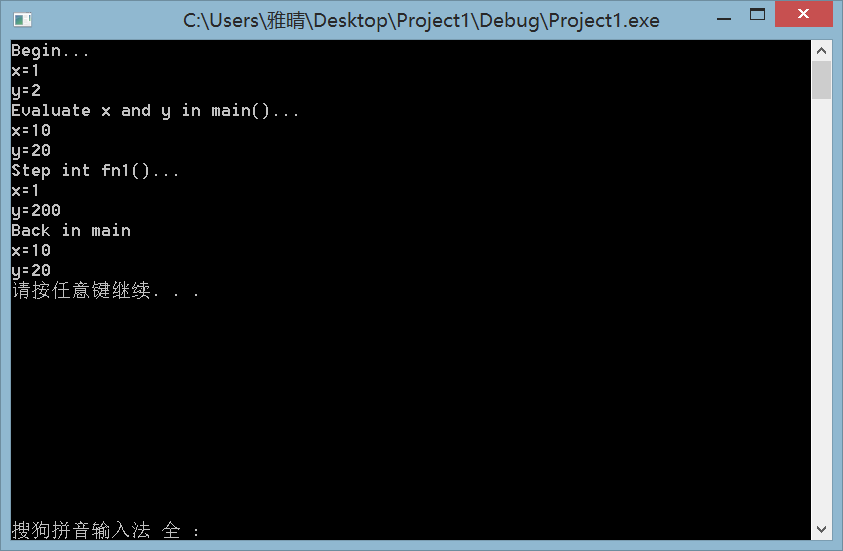 C:\Users\雅晴\Desktop\Project1\Debug\Project1.exe
Begin...
x=1
y=2
Evaluate x and y in main()...
x=10
y=20
Step int fn1()...
x=1
y=200
Back in main
x=10
y=20
请按任意键继续. . .
搜狗拼音输入法 全 :